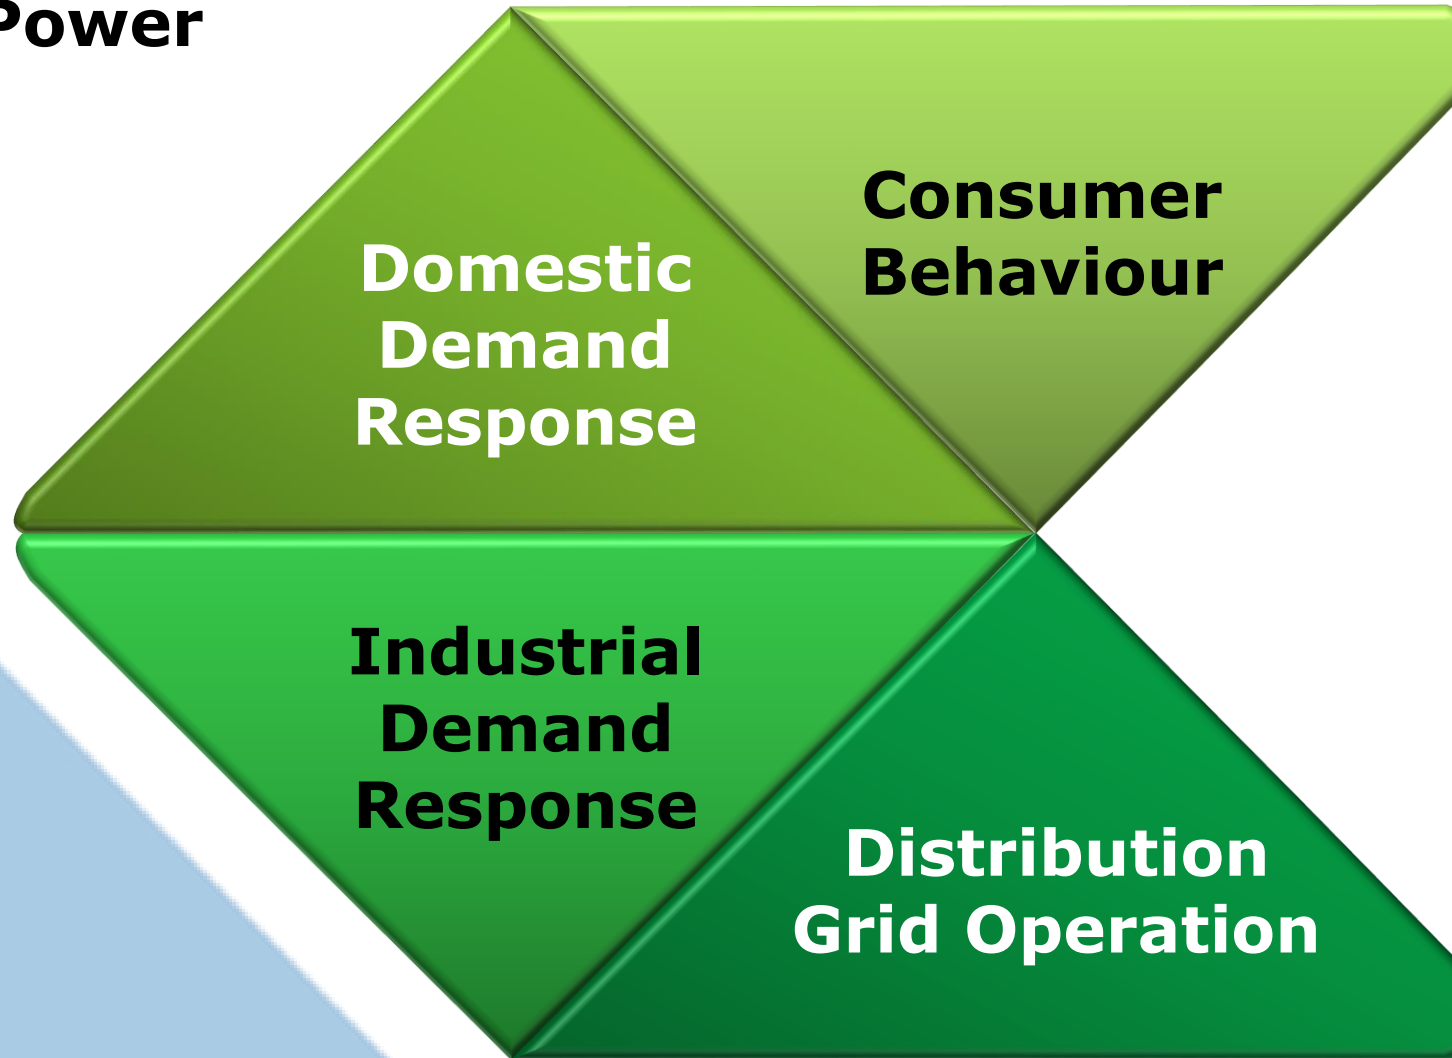 Power
Consumer
Behaviour
Domestic
Demand
Response
Industrial
Demand
Response
Distribution
Grid Operation